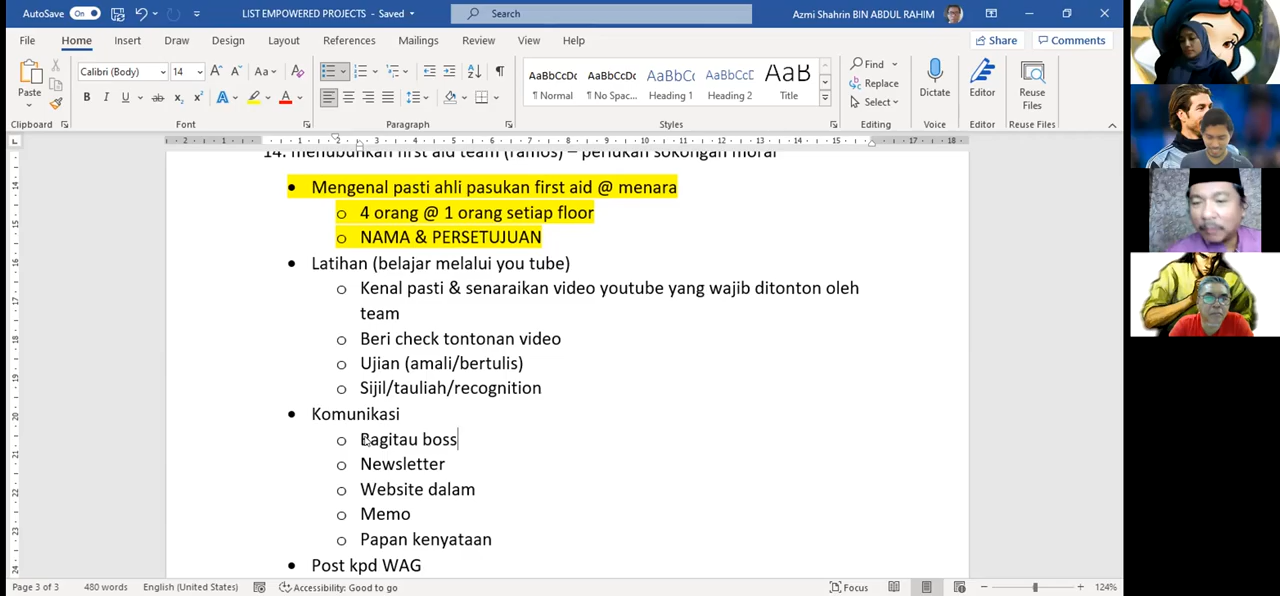 AutoSave On LIST EMPOWERED PROJECTS - Saved Search Azmi Shahrin BIN ABDUL RAHIM
File Home Insert Draw Design Layout References Mailings Review View Help Share Comments
Calibri (Body) 14 A A Aa A AaBbCcDc AaBbCcDc AaBbCc AaBbCcD AaB Find
Paste B I U ab x2 x2 A A ¶ Normal ¶ No Spac... Heading 1 Heading 2 Title Replace Dictate Editor Reuse
Select Files
Clipboard Font Paragraph Styles Editing Voice Editor Reuse Files
14. menubuhkan first aid team (ramos) – perlukan sokongan moral
• Mengenal pasti ahli pasukan first aid @ menara
o 4 orang @ 1 orang setiap floor
o NAMA & PERSETUJUAN
• Latihan (belajar melalui you tube)
o Kenal pasti & senaraikan video youtube yang wajib ditonton oleh
team
o Beri check tontonan video
o Ujian (amali/bertulis)
o Sijil/tauliah/recognition
• Komunikasi
o Bagitau boss
o Newsletter
o Website dalam
o Memo
o Papan kenyataan
• Post kpd WAG
Page 3 of 3 480 words English (United States) Accessibility: Good to go Focus 124%